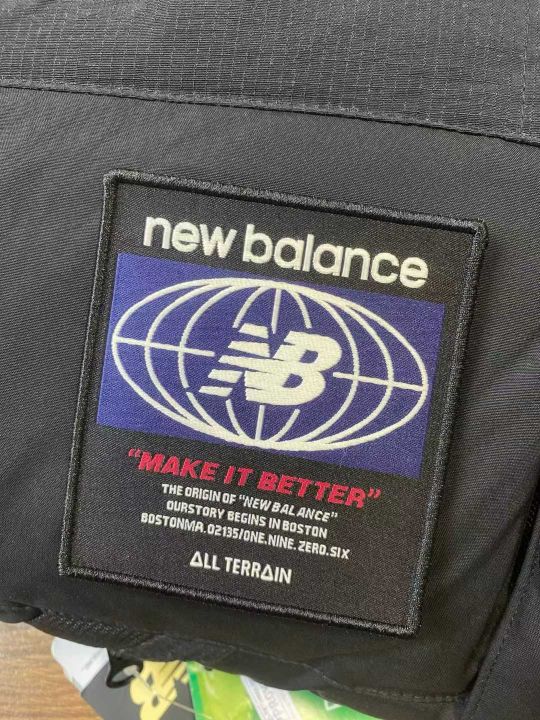 new balance
NB
"MAKE IT BETTER"
THE ORIGIN OF "NEW BALANCE"
OURSTORY BEGINS IN BOSTON
BOSTONMA.02135/ONE.NINE.ZERO.SIX
ALL TERRAIN